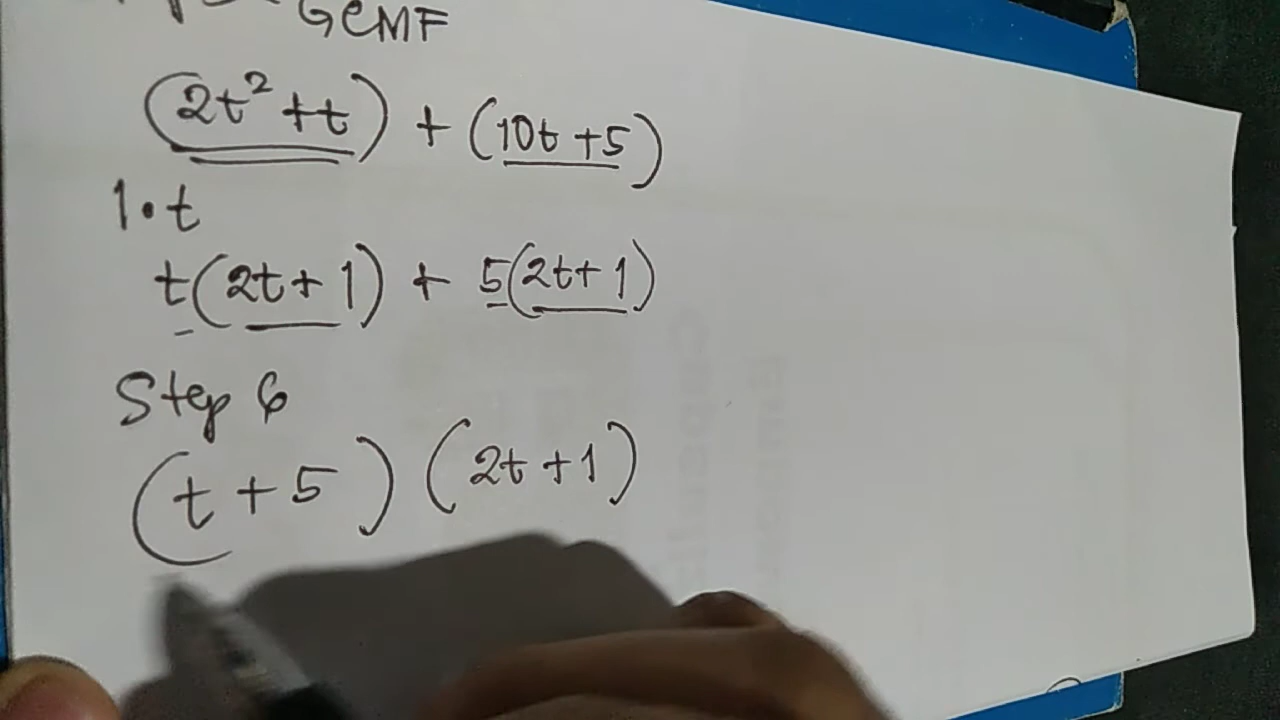 GCMF
(2t² + t) + (10t + 5)
1•t
t(2t + 1) + 5(2t + 1)
Step 6
(t + 5) (2t + 1)